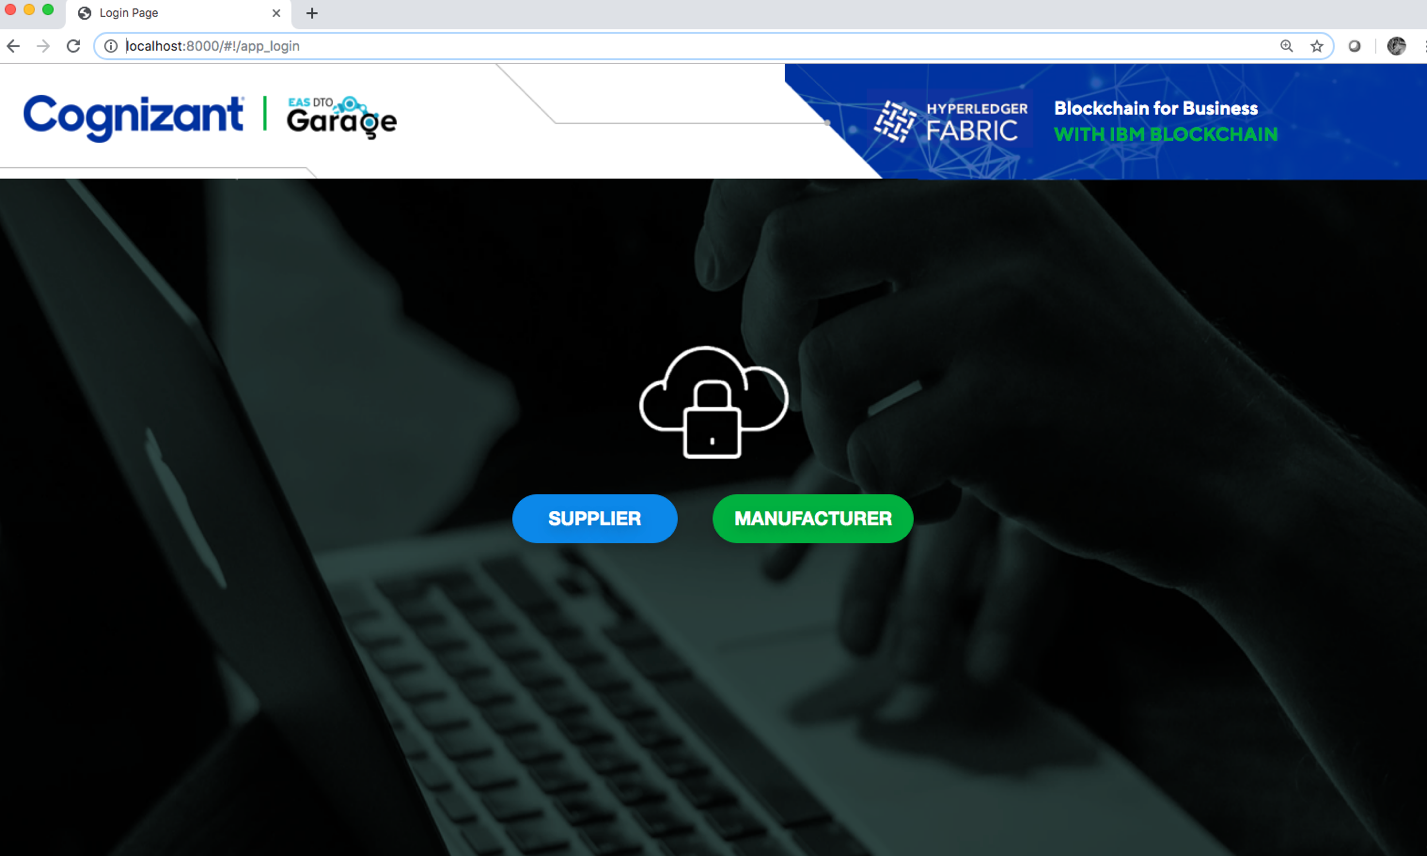 Login Page
localhost:8000/#!/app_login
Cognizant
EAS DTO
Garage
HYPERLEDGER
FABRIC
Blockchain for Business
WITH IBM BLOCKCHAIN
SUPPLIER
MANUFACTURER